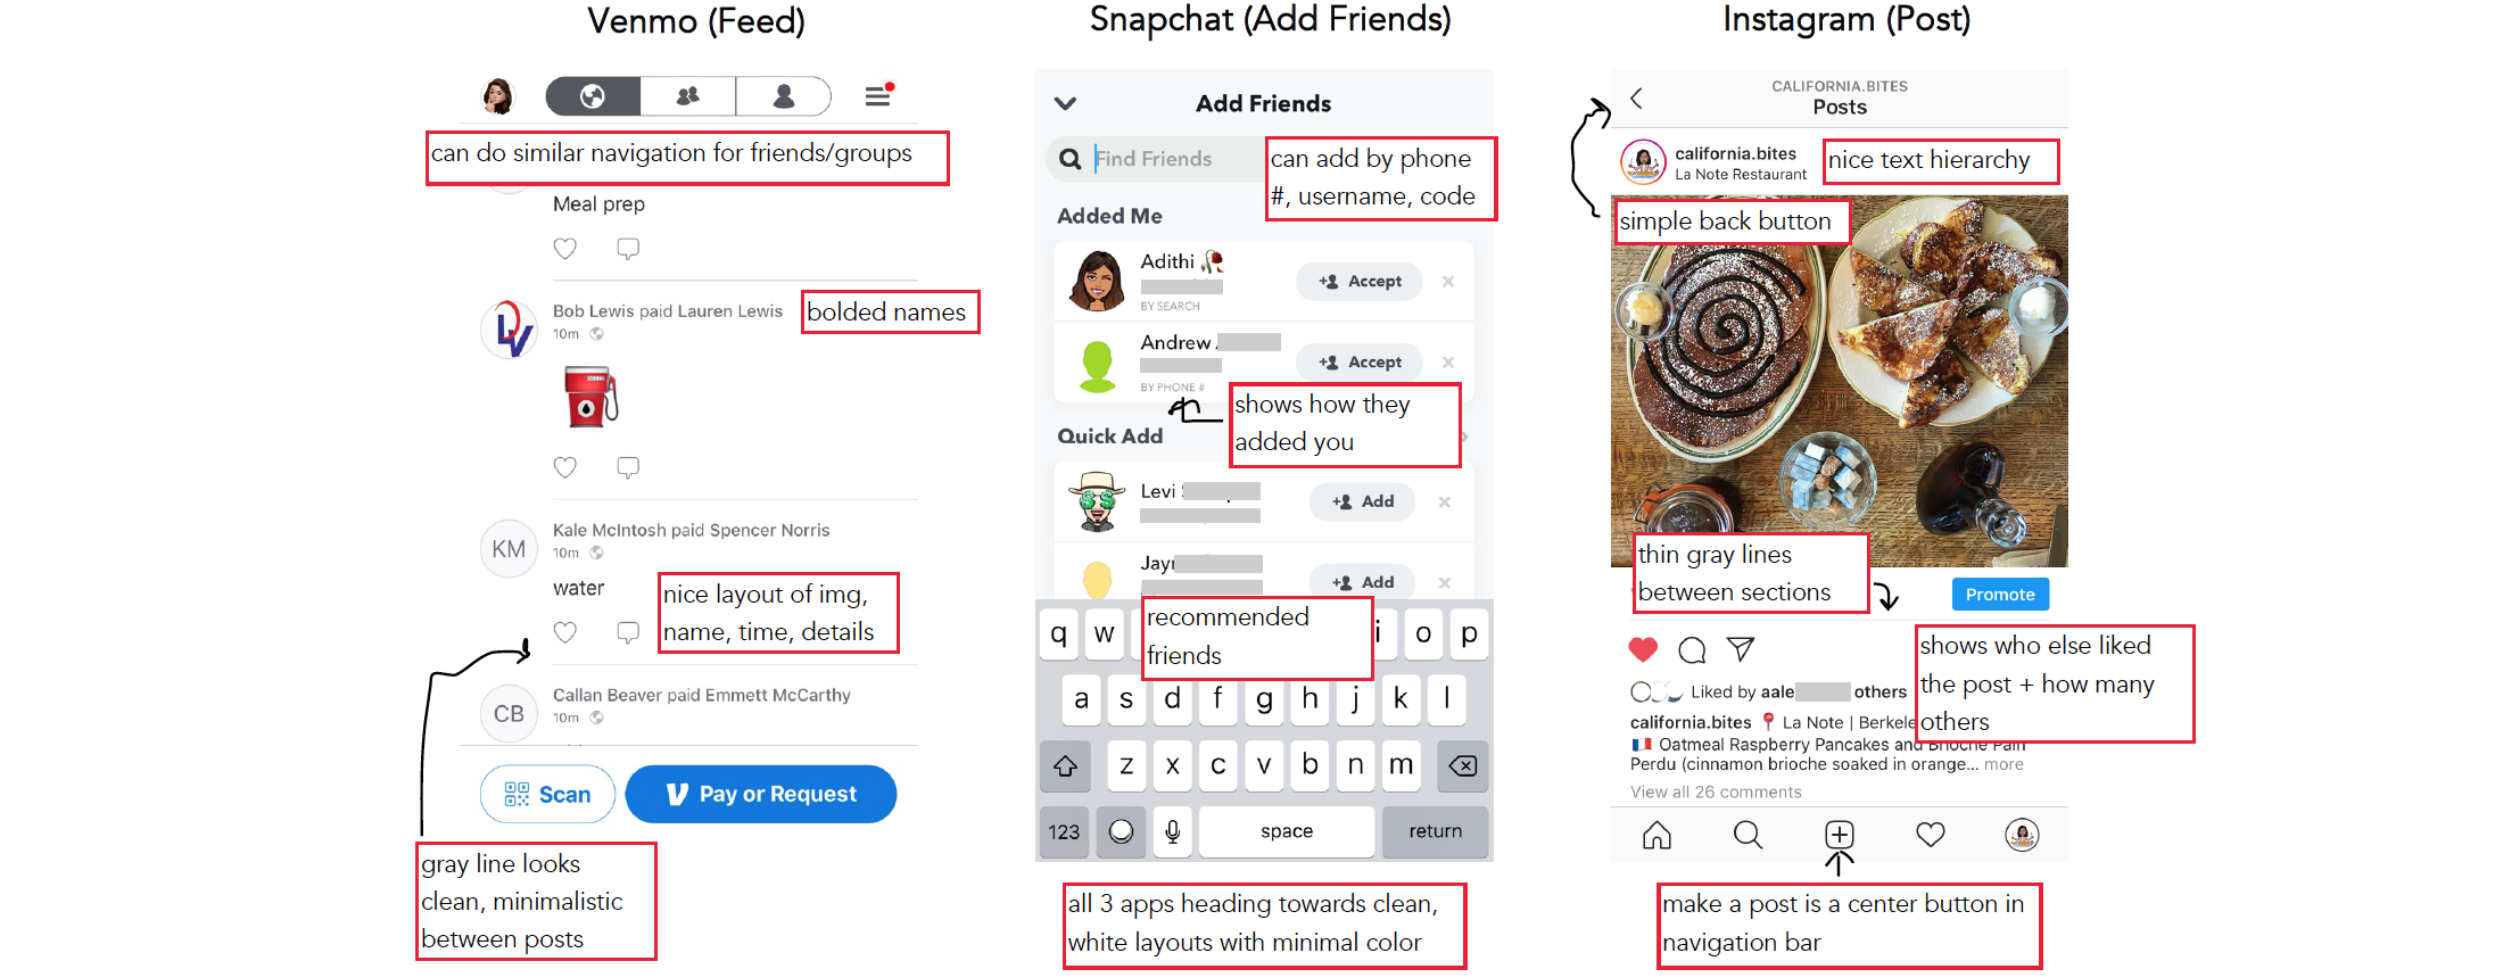 Venmo (Feed)
can do similar navigation for friends/groups
Meal prep
Bob Lewis paid Lauren Lewis
10m
bolded names
Kale McIntosh paid Spencer Norris
KM
10m
water
nice layout of img,
name, time, details
Callan Beaver paid Emmett McCarthy
CB
10m
Scan
Pay or Request
gray line looks
clean, minimalistic
between posts
Snapchat (Add Friends)
Add Friends
Find Friends
can add by phone
#, username, code
Added Me
Adithi
Accept
BY SEARCH
Andrew
Accept
BY PHONE #
shows how they
added you
Quick Add
Levi
Add
Jay
Add
recommended
friends
q w i o p
a s d f g h j k l
z x c v b n m
123 space return
all 3 apps heading towards clean,
white layouts with minimal color
Instagram (Post)
CALIFORNIA.BITES
Posts
california.bites
La Note Restaurant
nice text hierarchy
simple back button
thin gray lines
between sections
Promote
shows who else liked
the post + how many
others
Liked by aale others
california.bites 📍 La Note | Berkele
🇫🇷 Oatmeal Raspberry Pancakes and Brioche Pain
Perdu (cinnamon brioche soaked in orange... more
View all 26 comments
make a post is a center button in
navigation bar